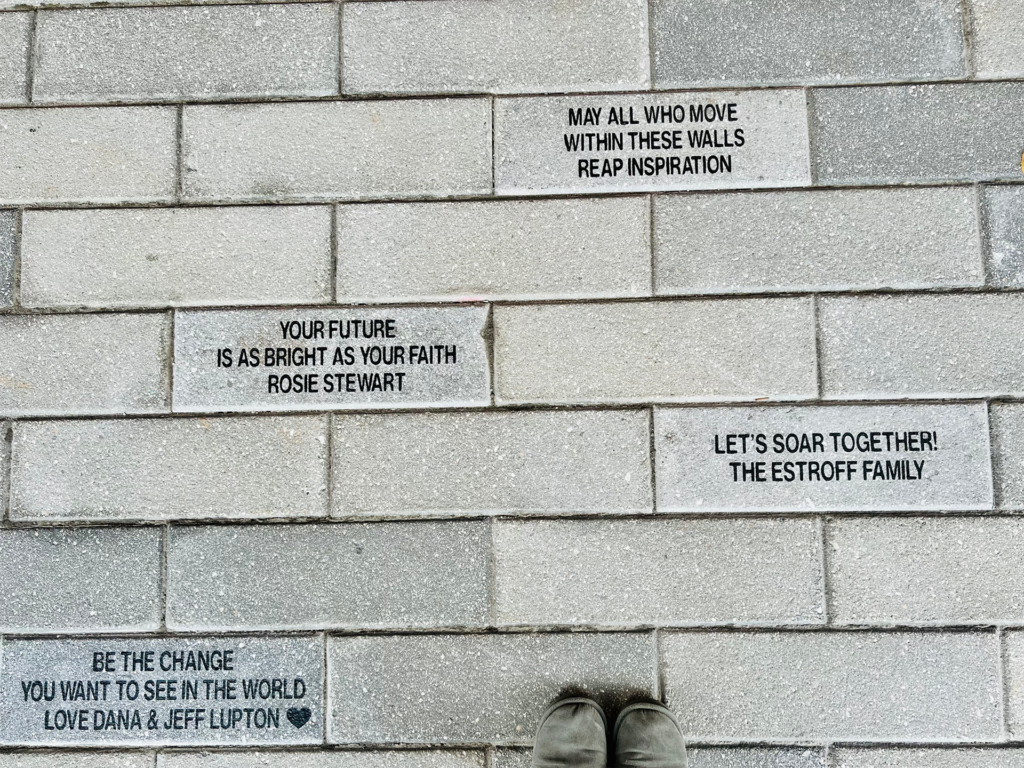 MAY ALL WHO MOVE
WITHIN THESE WALLS
REAP INSPIRATION
YOUR FUTURE
IS AS BRIGHT AS YOUR FAITH
ROSIE STEWART
LET'S SOAR TOGETHER!
THE ESTROFF FAMILY
BE THE CHANGE
YOU WANT TO SEE IN THE WORLD
LOVE DANA & JEFF LUPTON ♥